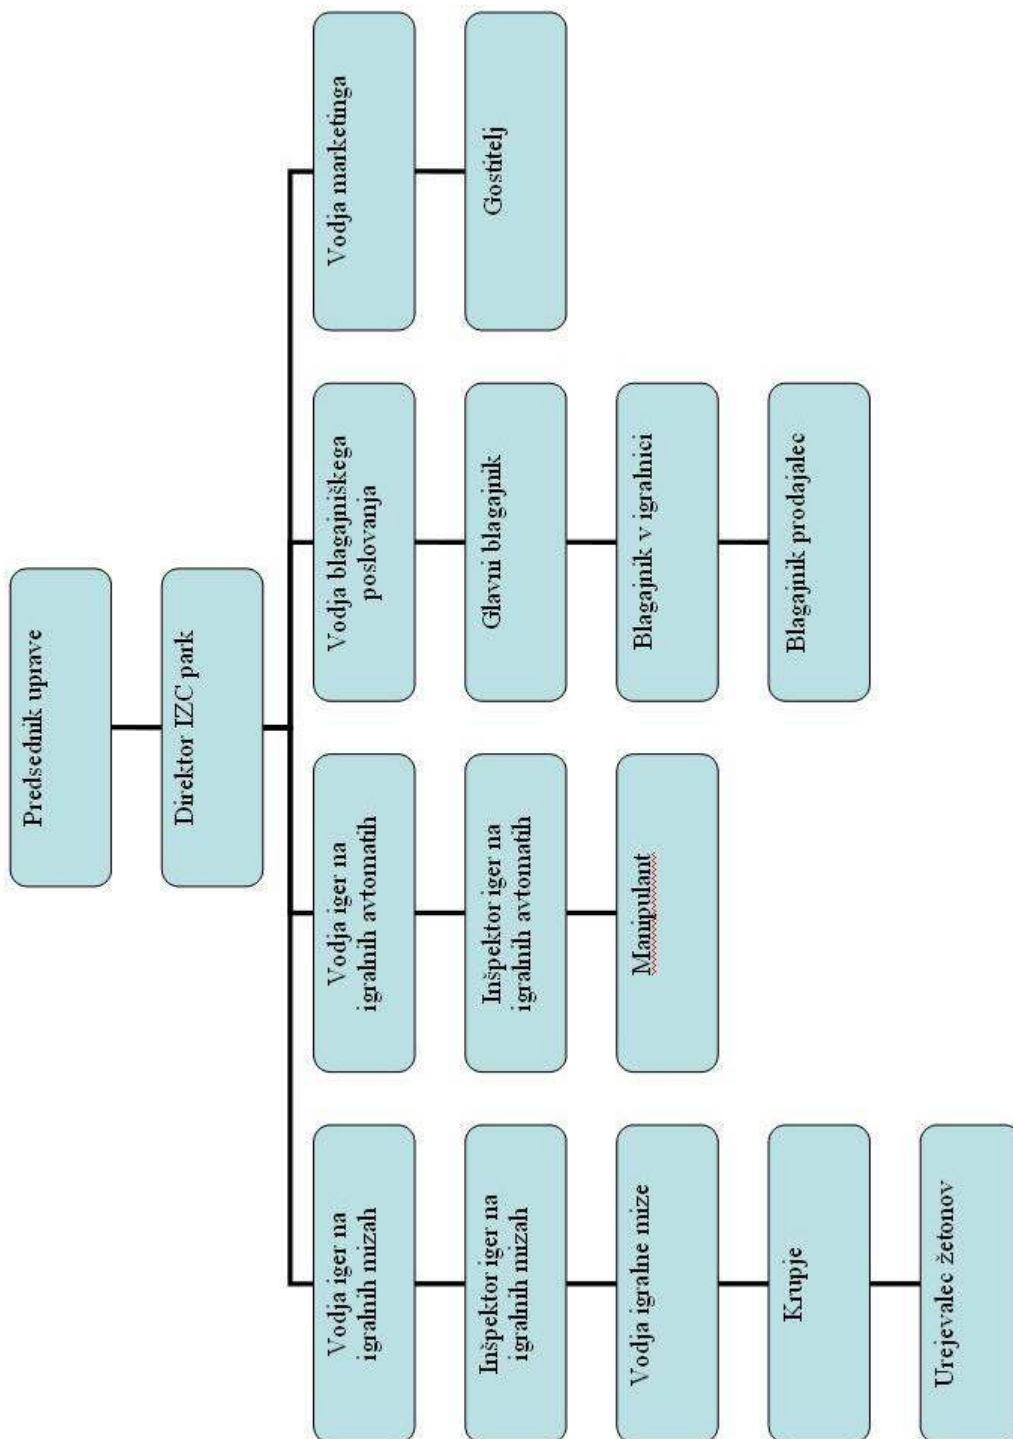 Predsednik uprave
Direktor IZC park
Vodja iger na
igralnih mizah
Inšpektor iger na
igralnih mizah
Vodja igralne mize
Krupje
Urejevalec žetonov
Vodja iger na
igralnih avtomatih
Inšpektor iger na
igralnih avtomatih
Manipulant
Vodja blagajniškega
poslovanja
Glavni blagajnik
Blagajnik v igralnici
Blagajnik prodajalec
Vodja marketinga
Gostitelj